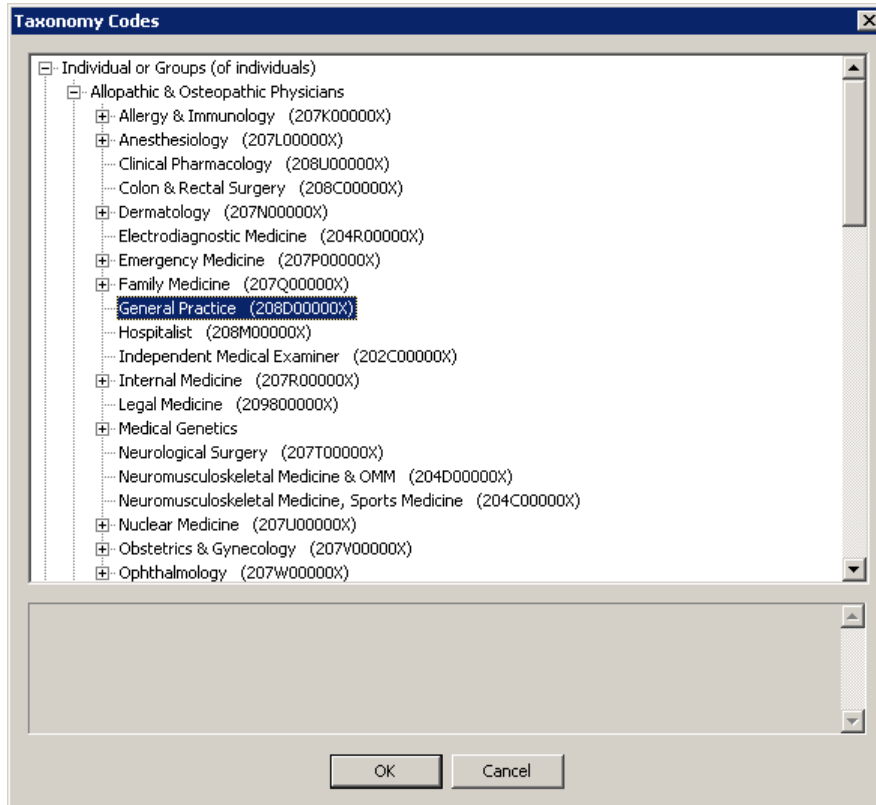 Taxonomy Codes
Individual or Groups (of individuals)
Allopathic & Osteopathic Physicians
Allergy & Immunology (207K00000X)
Anesthesiology (207L00000X)
Clinical Pharmacology (208U00000X)
Colon & Rectal Surgery (208C00000X)
Dermatology (207N00000X)
Electrodiagnostic Medicine (204R00000X)
Emergency Medicine (207P00000X)
Family Medicine (207Q00000X)
General Practice (208D00000X)
Hospitalist (208M00000X)
Independent Medical Examiner (202C00000X)
Internal Medicine (207R00000X)
Legal Medicine (209800000X)
Medical Genetics
Neurological Surgery (207T00000X)
Neuromusculoskeletal Medicine & OMM (204D00000X)
Neuromusculoskeletal Medicine, Sports Medicine (204C00000X)
Nuclear Medicine (207U00000X)
Obstetrics & Gynecology (207V00000X)
Ophthalmology (207W00000X)
OK
Cancel